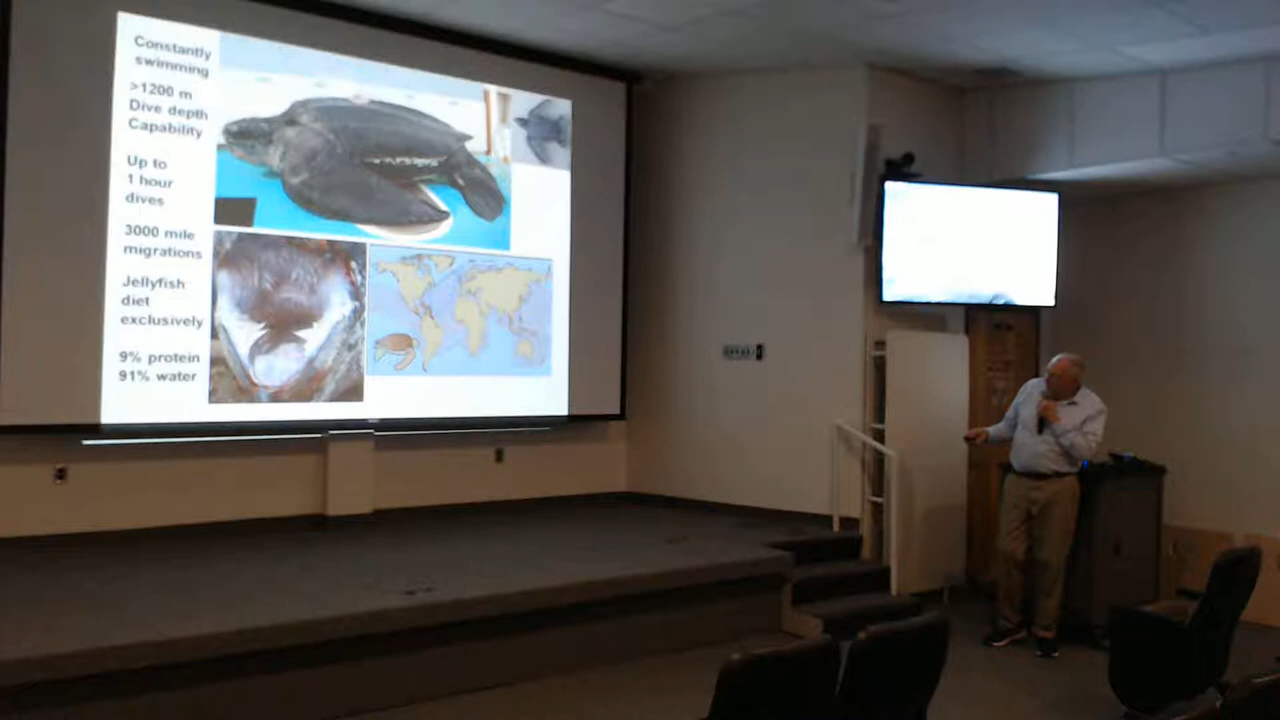 Constantly
swimming
>1200 m
Dive depth
Capability
Up to
1 hour
dives
3000 mile
migrations
Jellyfish
diet
exclusively
9% protein
91% water